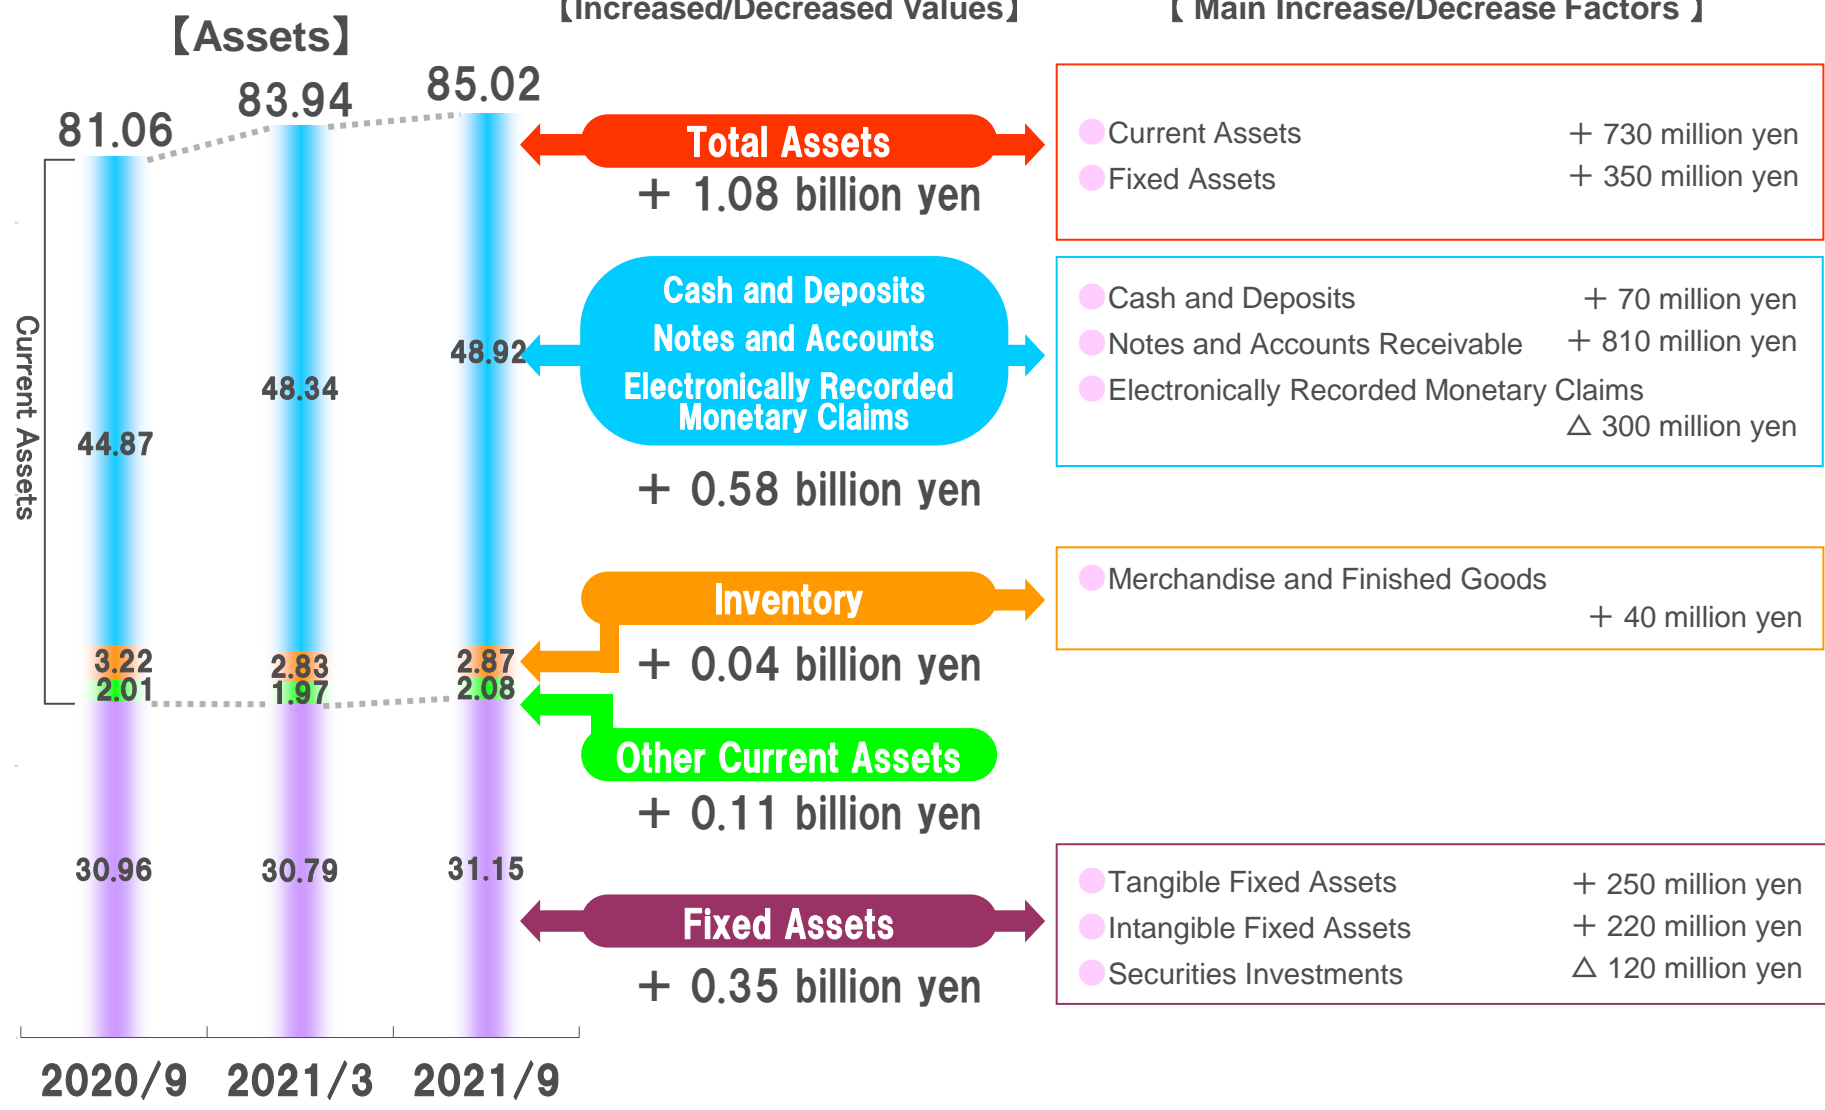 【Assets】
【Increased/Decreased Values】
【 Main Increase/Decrease Factors 】
81.06
83.94
85.02
Current Assets
44.87
48.34
48.92
3.22
2.83
2.87
2.01
1.97
2.08
30.96
30.79
31.15
2020/9
2021/3
2021/9
Total Assets
+ 1.08 billion yen
Current Assets + 730 million yen
Fixed Assets + 350 million yen
Cash and Deposits
Notes and Accounts
Electronically Recorded
Monetary Claims
+ 0.58 billion yen
Cash and Deposits + 70 million yen
Notes and Accounts Receivable + 810 million yen
Electronically Recorded Monetary Claims
△ 300 million yen
Inventory
+ 0.04 billion yen
Merchandise and Finished Goods
+ 40 million yen
Other Current Assets
+ 0.11 billion yen
Fixed Assets
+ 0.35 billion yen
Tangible Fixed Assets + 250 million yen
Intangible Fixed Assets + 220 million yen
Securities Investments △ 120 million yen